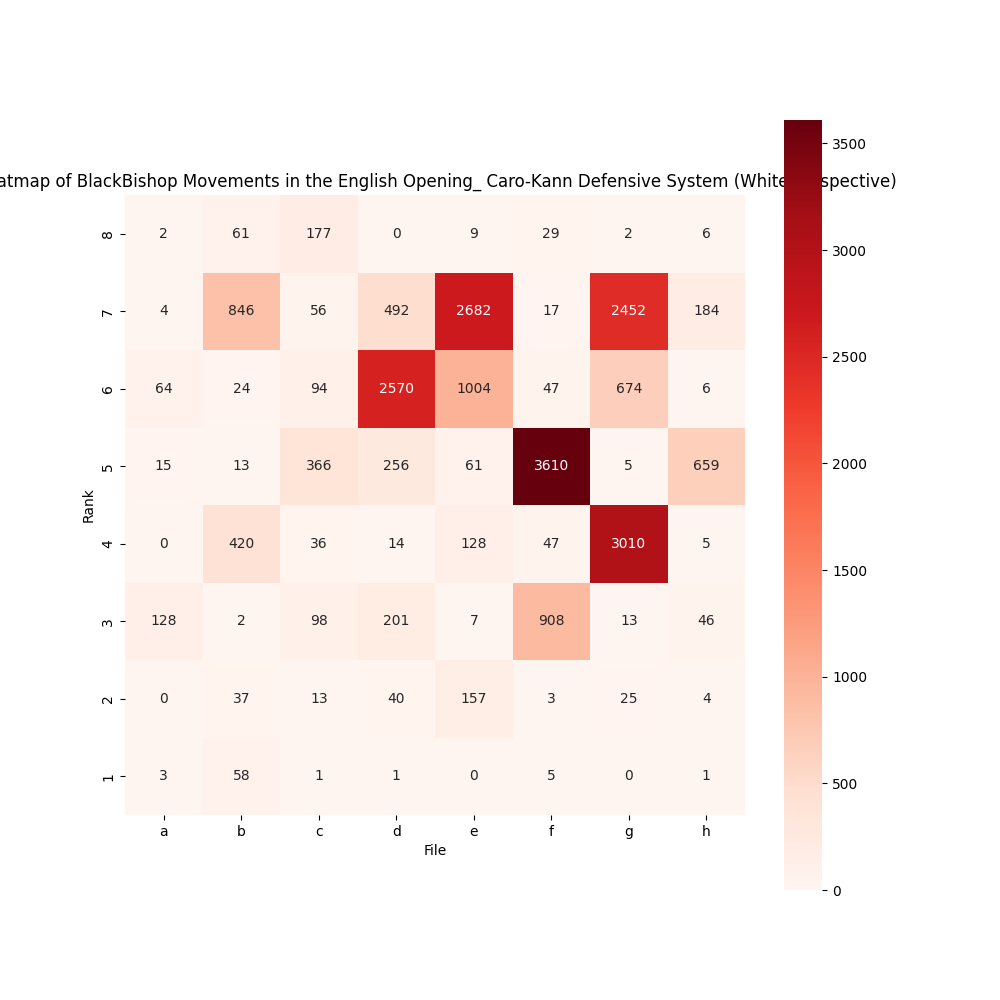 atmap of BlackBishop Movements in the English Opening_ Caro-Kann Defensive System (White spective)
8 2 61 177 0 9 29 2 6
7 4 846 56 492 2682 17 2452 184
6 64 24 94 2570 1004 47 674 6
5 15 13 366 256 61 3610 5 659
4 0 420 36 14 128 47 3010 5
3 128 2 98 201 7 908 13 46
2 0 37 13 40 157 3 25 4
1 3 58 1 1 0 5 0 1
a b c d e f g h
Rank
File
3500
3000
2500
2000
1500
1000
500
0